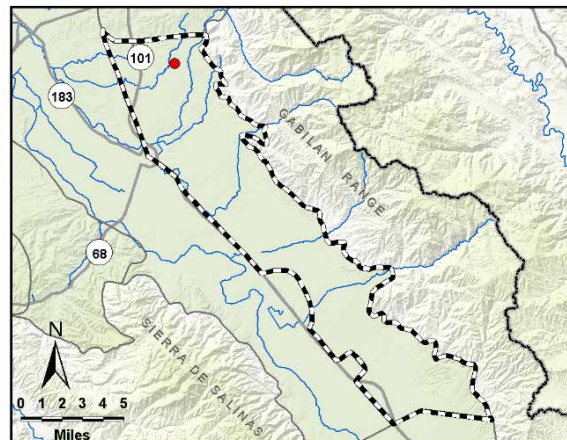 101
183
GABILAN RANGE
68
SIERRA DE SALINAS
N
0 1 2 3 4 5
Miles